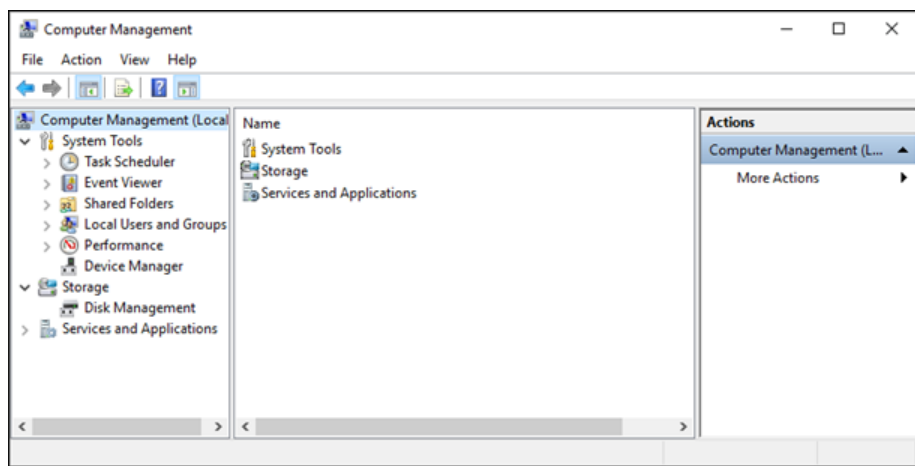 Computer Management
File Action View Help
Computer Management (Local
System Tools
Task Scheduler
Event Viewer
Shared Folders
Local Users and Groups
Performance
Device Manager
Storage
Disk Management
Services and Applications
Name
System Tools
Storage
Services and Applications
Actions
Computer Management (L...
More Actions